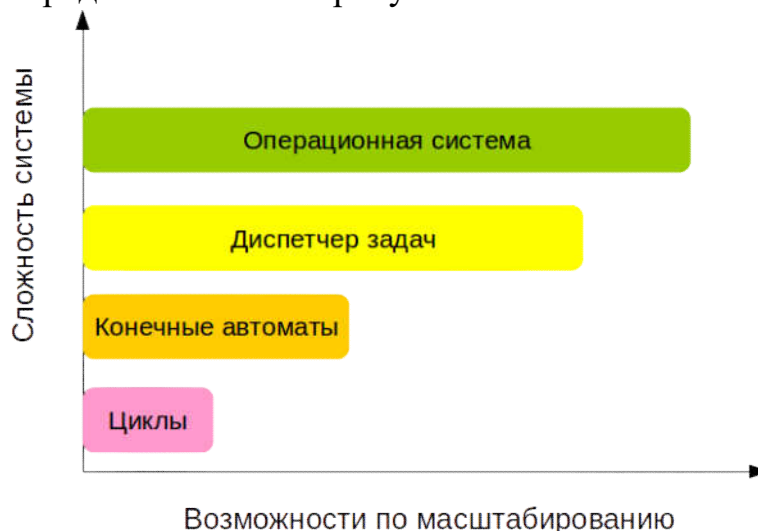 Сложность системы
Операционная система
Диспетчер задач
Конечные автоматы
Циклы
Возможности по масштабированию